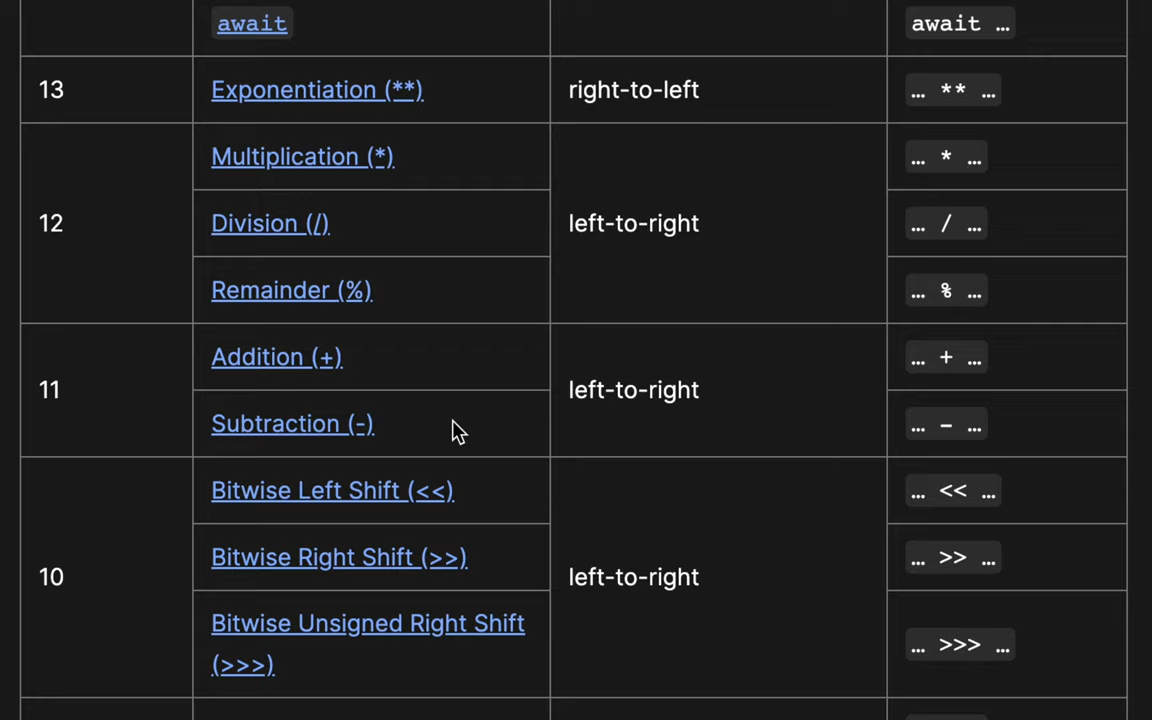 await
await …
13
Exponentiation (**)
right-to-left
… ** …
12
Multiplication (*)
left-to-right
… * …
Division (/)
… / …
Remainder (%)
… % …
11
Addition (+)
left-to-right
… + …
Subtraction (-)
… - …
10
Bitwise Left Shift (<<)
left-to-right
… << …
Bitwise Right Shift (>>)
… >> …
Bitwise Unsigned Right Shift
(>>>)
… >>> …